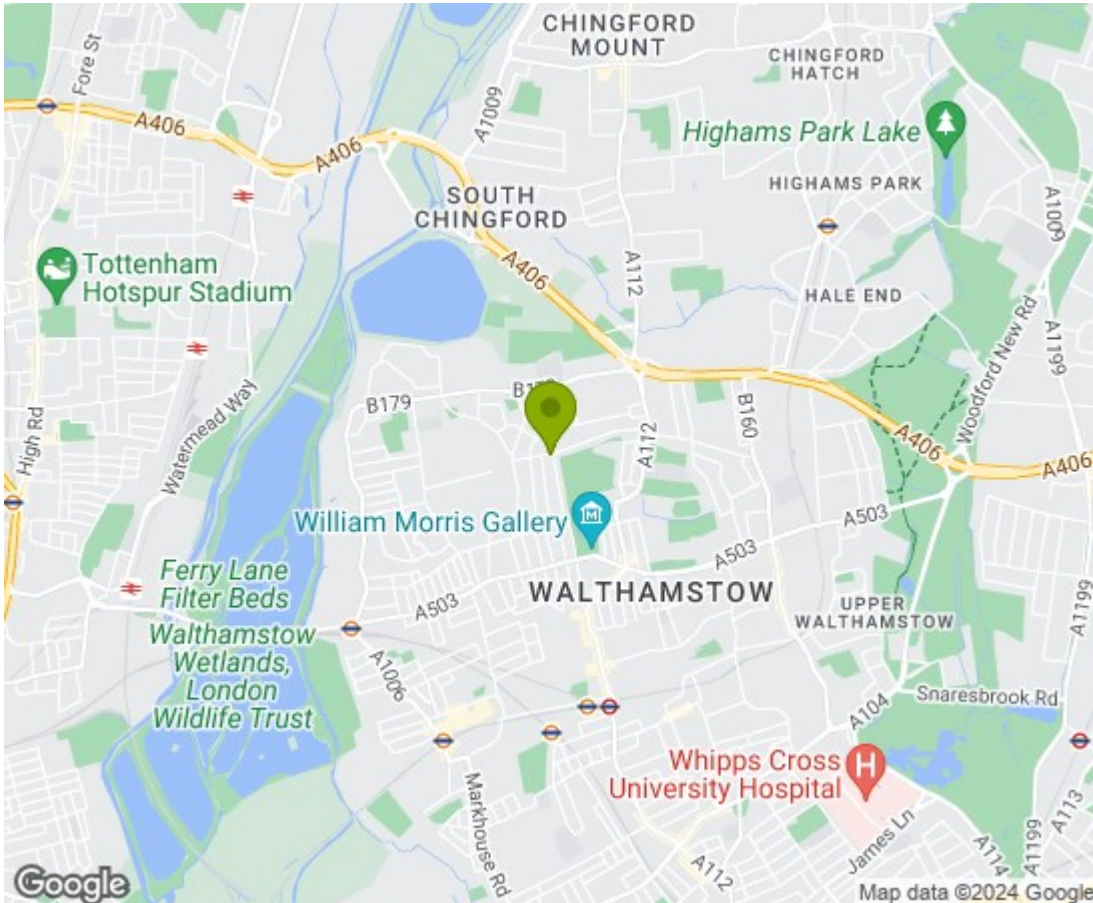 CHINGFORD
MOUNT
CHINGFORD
HATCH
Fore St
A1009
A406
A406
Highams Park Lake
HIGHAMS PARK
SOUTH
CHINGFORD
A1009
Tottenham
Hotspur Stadium
A406
A112
HALE END
Woodford New Rd
A1199
High Rd
Watermead Way
B179
B160
A112
A406
A406
William Morris Gallery
A503
Ferry Lane
Filter Beds
A503
A503
WALTHAMSTOW
UPPER
WALTHAMSTOW
A1199
Walthamstow
Wetlands,
London
Wildlife Trust
A1006
Snaresbrook Rd
A104
Whipps Cross
University Hospital
H
Markhouse Rd
James Ln
A113
A1199
A114
A112
Google
Map data ©2024 Google